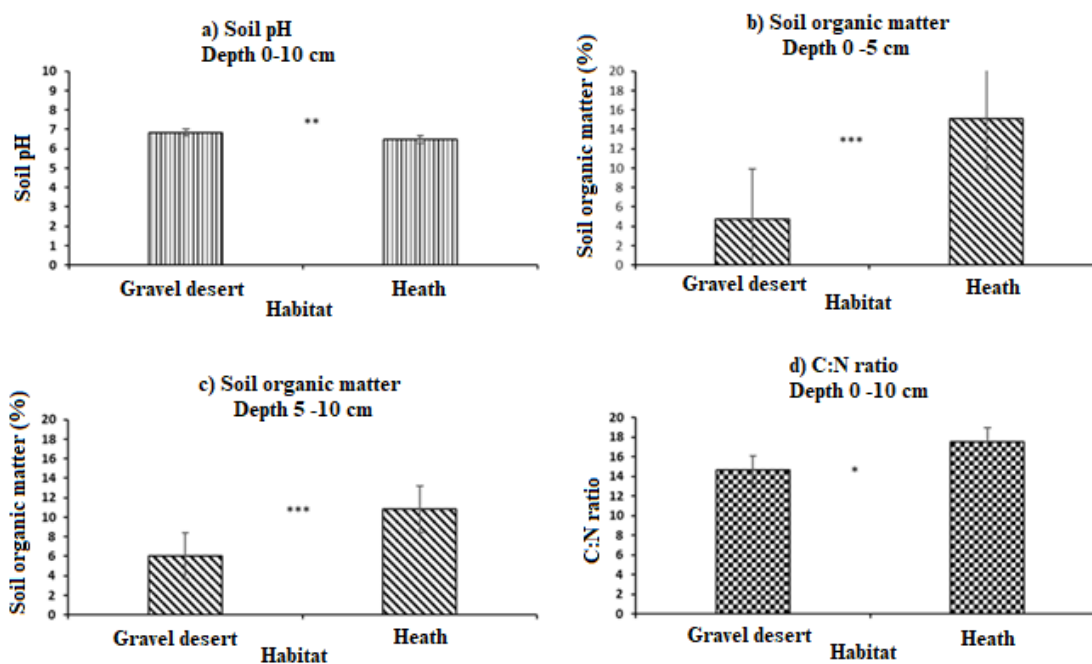 a) Soil pH
Depth 0-10 cm
Soil pH
10
9
8
7
6
5
4
3
2
1
0
**
Gravel desert
Heath
Habitat
b) Soil organic matter
Depth 0 -5 cm
Soil organic matter (%)
20
18
16
14
12
10
8
6
4
2
0
***
Gravel desert
Heath
Habitat
c) Soil organic matter
Depth 5 -10 cm
Soil organic matter (%)
20
18
16
14
12
10
8
6
4
2
0
***
Gravel desert
Heath
Habitat
d) C:N ratio
Depth 0 -10 cm
C:N ratio
20
18
16
14
12
10
8
6
4
2
0
*
Gravel desert
Heath
Habitat